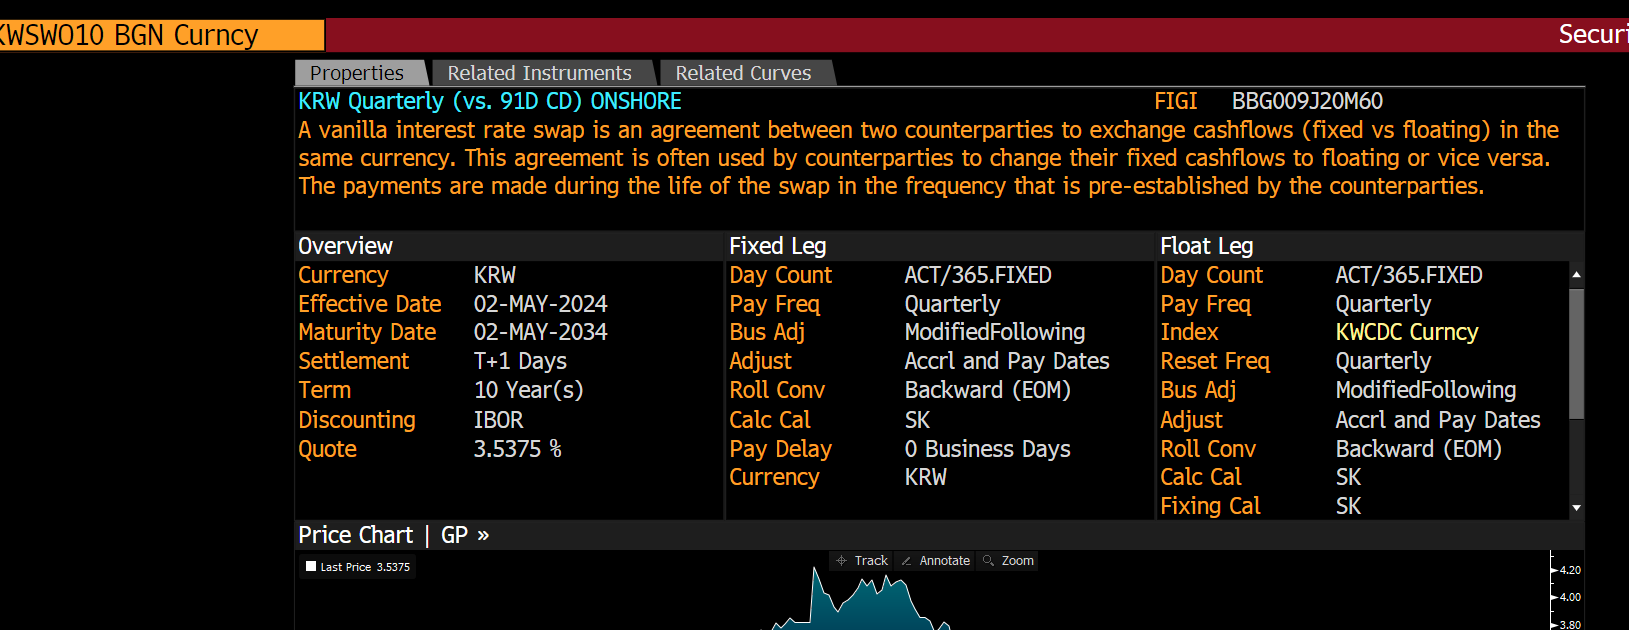 KWSWO10 BGN Curncy
Securi
Properties Related Instruments Related Curves
KRW Quarterly (vs. 91D CD) ONSHORE FIGI BBG009J20M60
A vanilla interest rate swap is an agreement between two counterparties to exchange cashflows (fixed vs floating) in the
same currency. This agreement is often used by counterparties to change their fixed cashflows to floating or vice versa.
The payments are made during the life of the swap in the frequency that is pre-established by the counterparties.
Overview
Currency KRW
Effective Date 02-MAY-2024
Maturity Date 02-MAY-2034
Settlement T+1 Days
Term 10 Year(s)
Discounting IBOR
Quote 3.5375 %
Fixed Leg
Day Count ACT/365.FIXED
Pay Freq Quarterly
Bus Adj ModifiedFollowing
Adjust Accrl and Pay Dates
Roll Conv Backward (EOM)
Calc Cal SK
Pay Delay 0 Business Days
Currency KRW
Float Leg
Day Count ACT/365.FIXED
Pay Freq Quarterly
Index KWCDC Curncy
Reset Freq Quarterly
Bus Adj ModifiedFollowing
Adjust Accrl and Pay Dates
Roll Conv Backward (EOM)
Calc Cal SK
Fixing Cal SK
Price Chart | GP »
Last Price 3.5375
Track Annotate Zoom
4.20
4.00
3.80